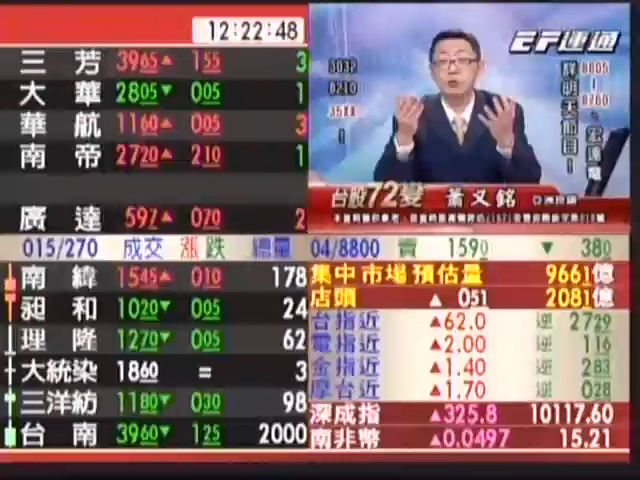 12:22:48
三芳 3965▲ 155 3
大華 2805▼ 005 1
華航 1160▲ 005 3
南帝 2720▲ 210 1
廣達 597▲ 070 2
015/270 成交 漲跌 總量
南緯 1545▲ 010 178
昶和 1020▼ 005 24
理隆 1270▼ 005 62
大統染 1860 = 3
三洋紡 1180▼ 030 98
台南 3960▼ 125 2000
EF運通
台股72變 蕭又銘
04/8800 賣 1590 ▼ 380
集中市場預估量 9661億
店頭 ▲ 051 2081億
台指近 ▲62.0 逆 2729
電指近 ▲2.00 逆 116
金指近 ▲1.40 逆 283
摩台近 ▲1.70 逆 028
深成指 ▲325.8 10117.60
南非幣 ▲0.0497 15.21